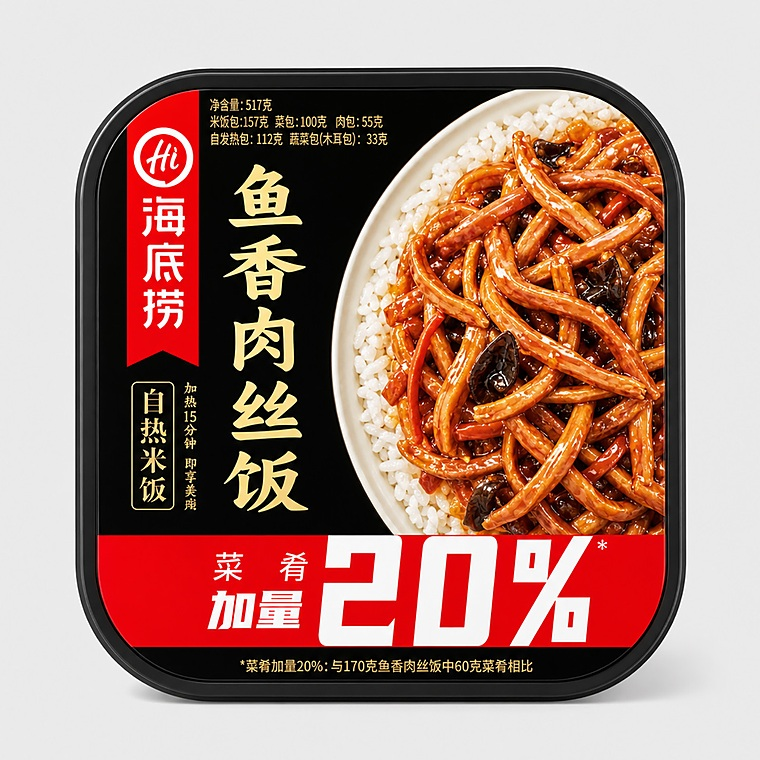 净含量：517克
米饭包：157克 菜包：100克 肉包：55克
自发热包：112克 蔬菜包(木耳包)：33克
Hi
海底捞
鱼香肉丝饭
自热米饭
加热15分钟 即享美味
菜肴
加量
20%*
*菜肴加量20%：与170克鱼香肉丝饭中60克菜肴相比